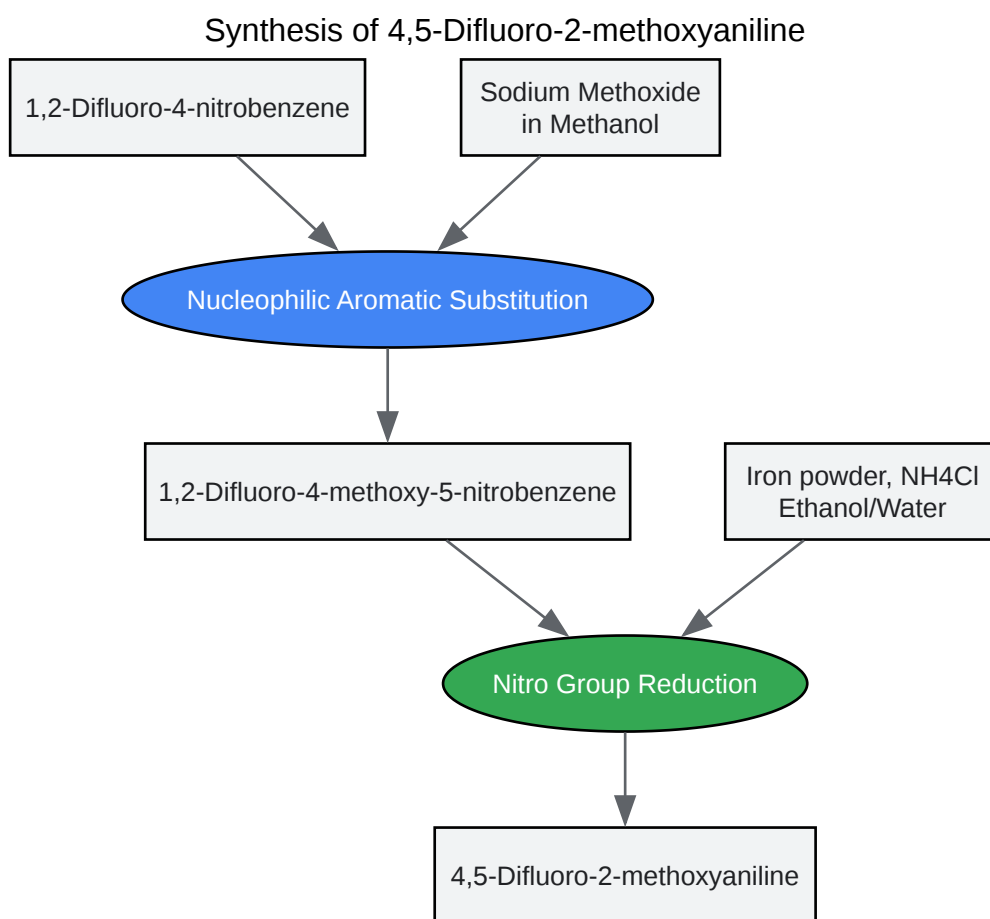 Synthesis of 4,5-Difluoro-2-methoxyaniline
1,2-Difluoro-4-nitrobenzene
Sodium Methoxide
in Methanol
Nucleophilic Aromatic Substitution
1,2-Difluoro-4-methoxy-5-nitrobenzene
Iron powder, NH4Cl
Ethanol/Water
Nitro Group Reduction
4,5-Difluoro-2-methoxyaniline